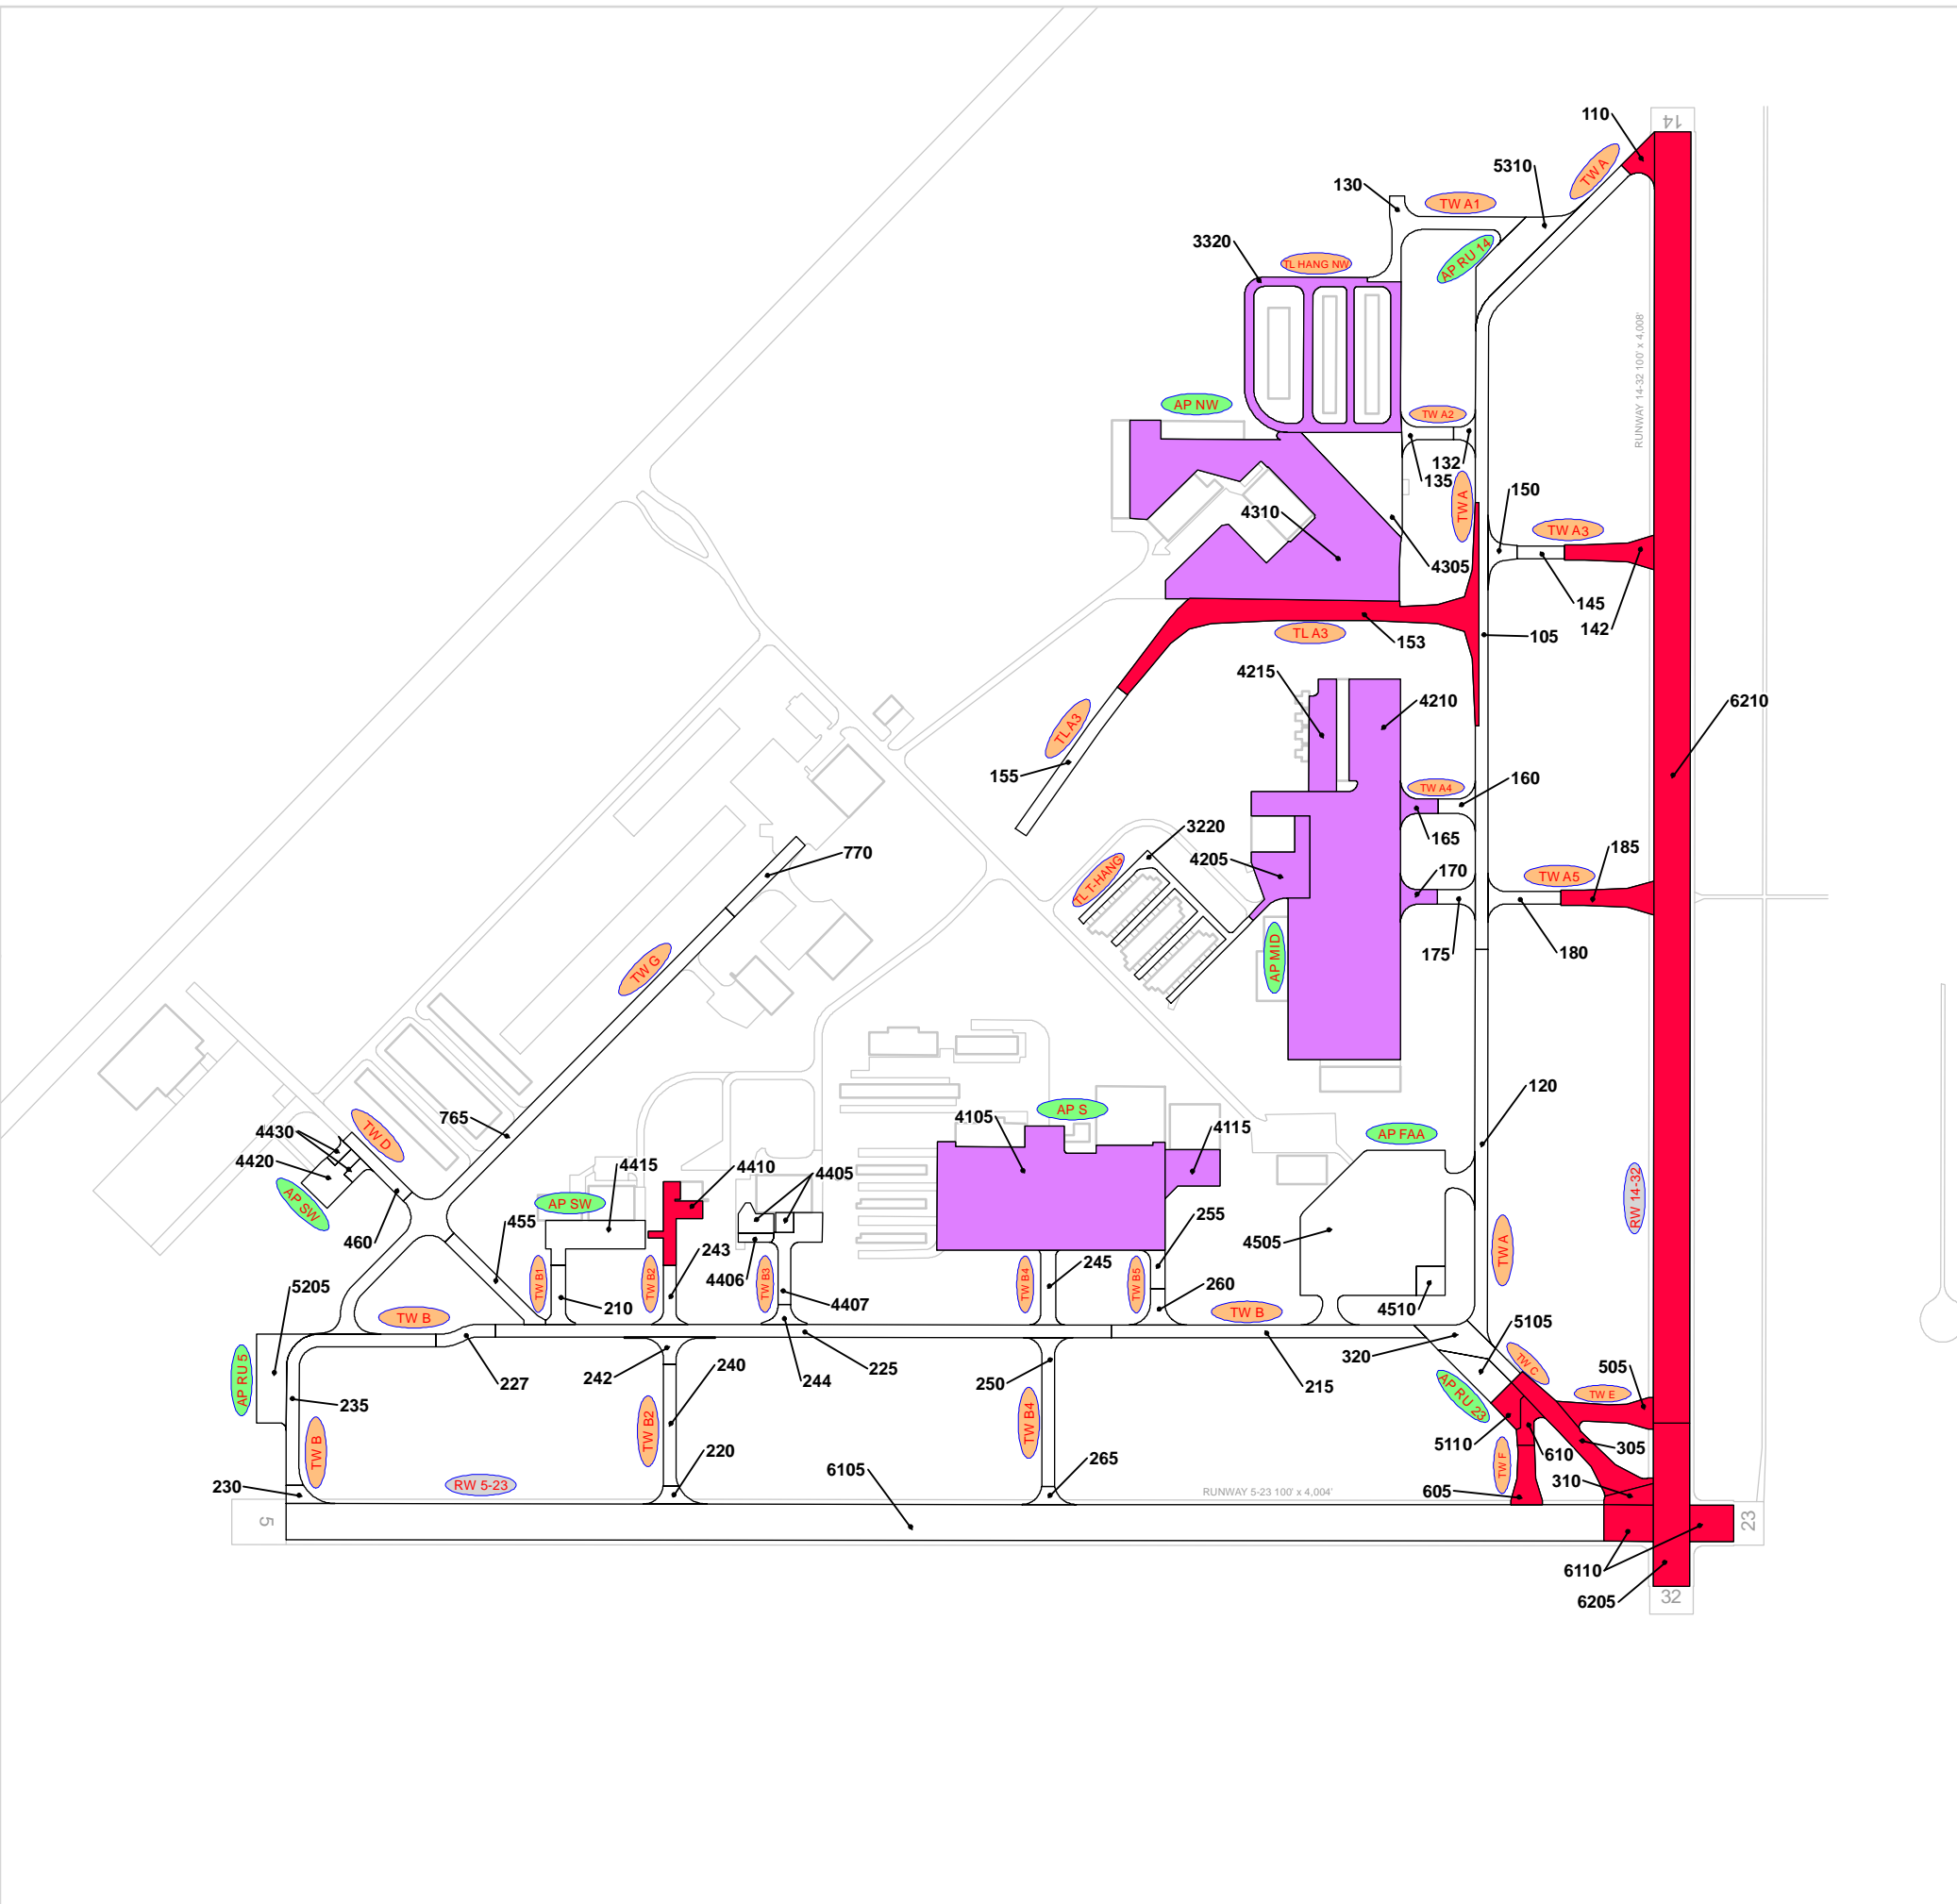 14
110
TW A
5310
130
TW A1
3320
AP RU 14
TL HANG NW
RUNWAY 14-32 100' x 4,008'
AP NW
TW A2
132
135
150
TW A
4310
TW A3
4305
145
142
105
TL A3
153
4215
4210
6210
TL A3
155
160
TW A4
3220
165
770
4205
185
170
TL T-HANG
TW A5
175
180
AP MID
TW G
120
765
4105
AP S
4115
AP FAA
4430
TW D
4420
4415
4410
4405
RW 14-32
AP SW
AP SW
455
255
460
243
4505
TW A
245
4406
5205
TW B1
TW B2
TW B3
TW B4
TW B5
260
210
4407
4510
TW B
TW B
5105
320
227
242
240
244
225
250
215
TW C
505
AP RU 5
235
AP RU 23
TW E
TW B
TW B2
TW B4
5110
610
305
220
265
TW F
6105
310
230
RW 5-23
605
RUNWAY 5-23 100' x 4,004'
5
23
6110
6205
32